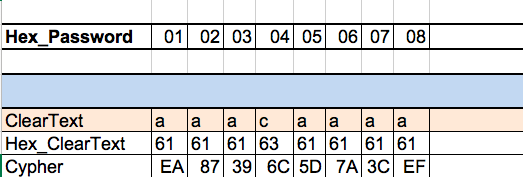 Hex_Password 01 02 03 04 05 06 07 08
ClearText a a a c a a a a
Hex_ClearText 61 61 61 63 61 61 61 61
Cypher EA 87 39 6C 5D 7A 3C EF